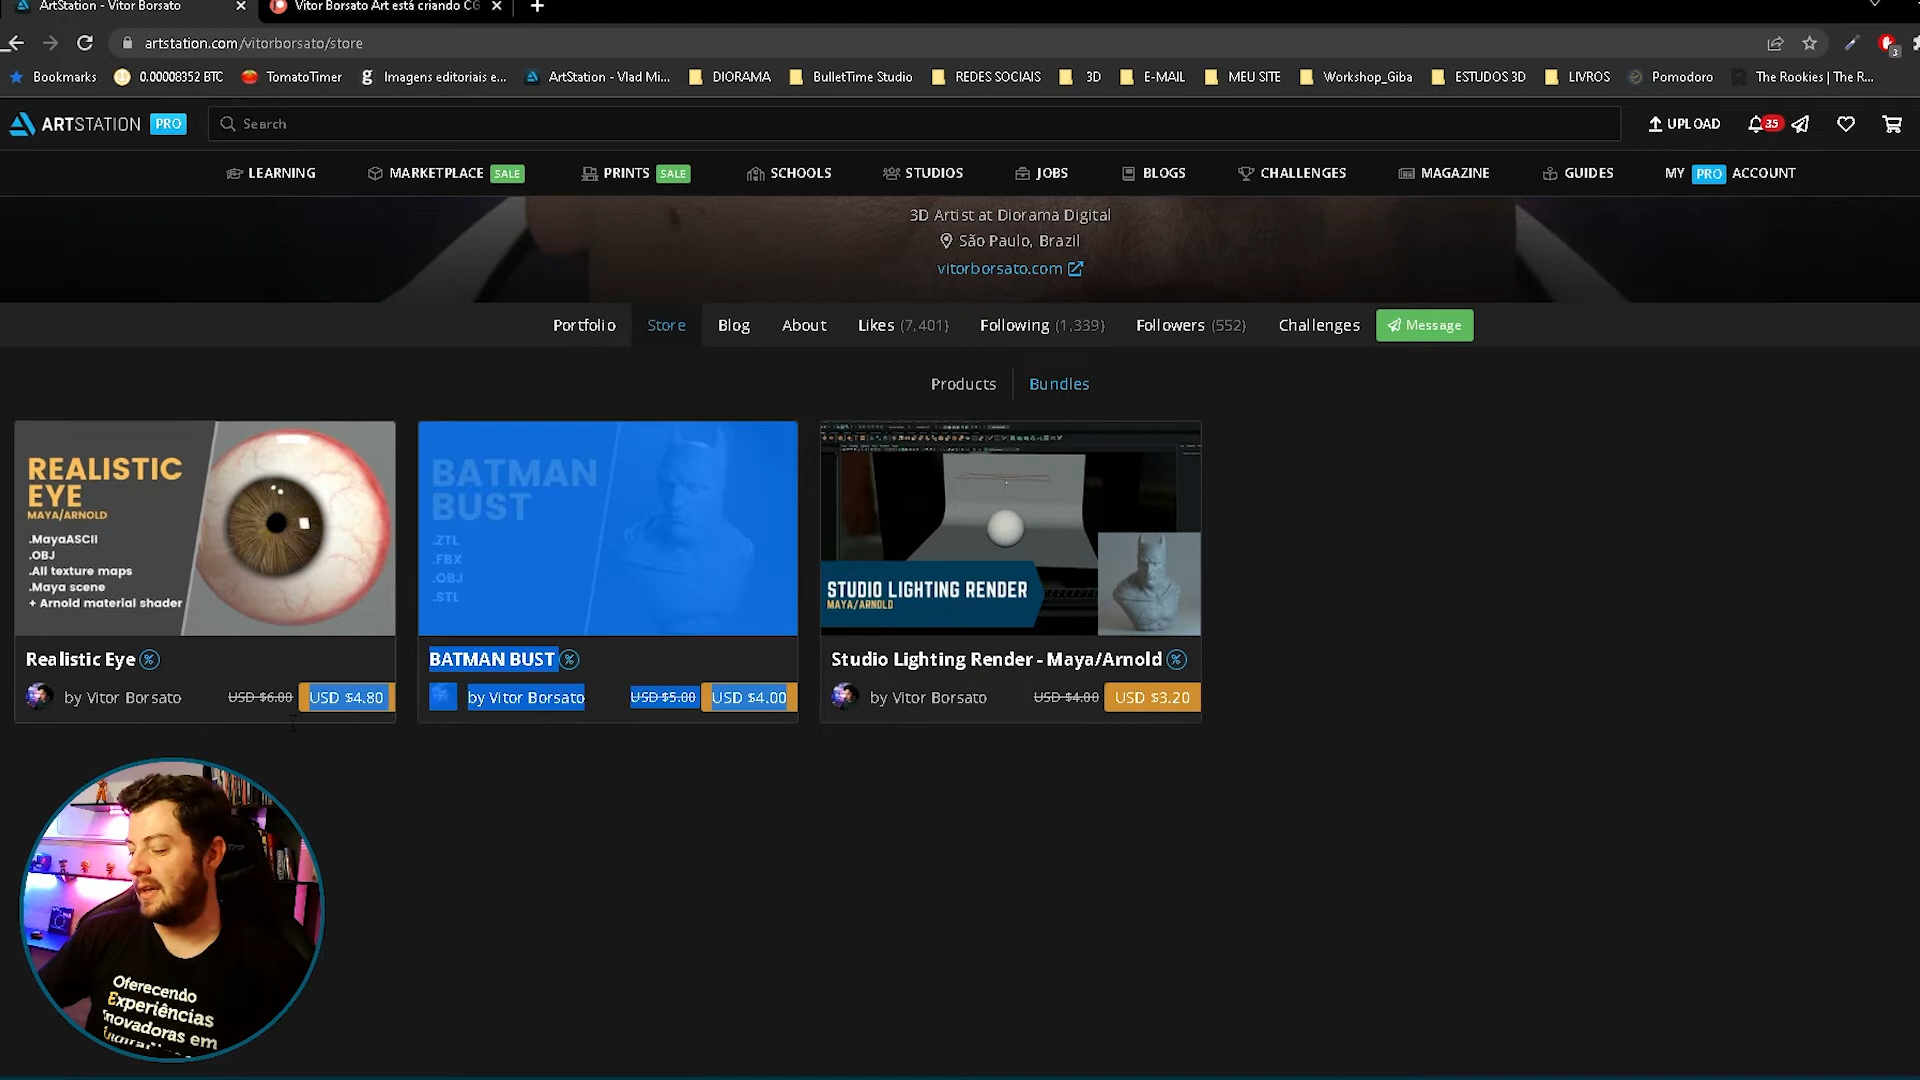 ArtStation - Vitor Borsato
Vitor Borsato Art está criando CG
artstation.com/vitorborsato/store
Bookmarks
0.00008352 BTC
TomatoTimer
Imagens editoriais e...
ArtStation - Vlad Mi...
DIORAMA
BulletTime Studio
REDES SOCIAIS
3D
E-MAIL
MEU SITE
Workshop_Giba
ESTUDOS 3D
LIVROS
Pomodoro
The Rookies | The R...
3
ARTSTATION PRO
Search
UPLOAD
35
LEARNING
MARKETPLACE SALE
PRINTS SALE
SCHOOLS
STUDIOS
JOBS
BLOGS
CHALLENGES
MAGAZINE
GUIDES
MY PRO ACCOUNT
3D Artist at Diorama Digital
São Paulo, Brazil
vitorborsato.com
Portfolio
Store
Blog
About
Likes (7,401)
Following (1,339)
Followers (552)
Challenges
Message
Products
Bundles
REALISTIC
EYE
MAYA/ARNOLD
.MayaASCII
.OBJ
.All texture maps
.Maya scene
+ Arnold material shader
Realistic Eye
by Vitor Borsato
USD $6.00
USD $4.80
BATMAN
BUST
.ZTL
.FBX
.OBJ
.STL
BATMAN BUST
by Vitor Borsato
USD $5.00
USD $4.00
STUDIO LIGHTING RENDER
MAYA/ARNOLD
Studio Lighting Render - Maya/Arnold
by Vitor Borsato
USD $4.00
USD $3.20
Oferecendo
Experiências
Inovadoras em